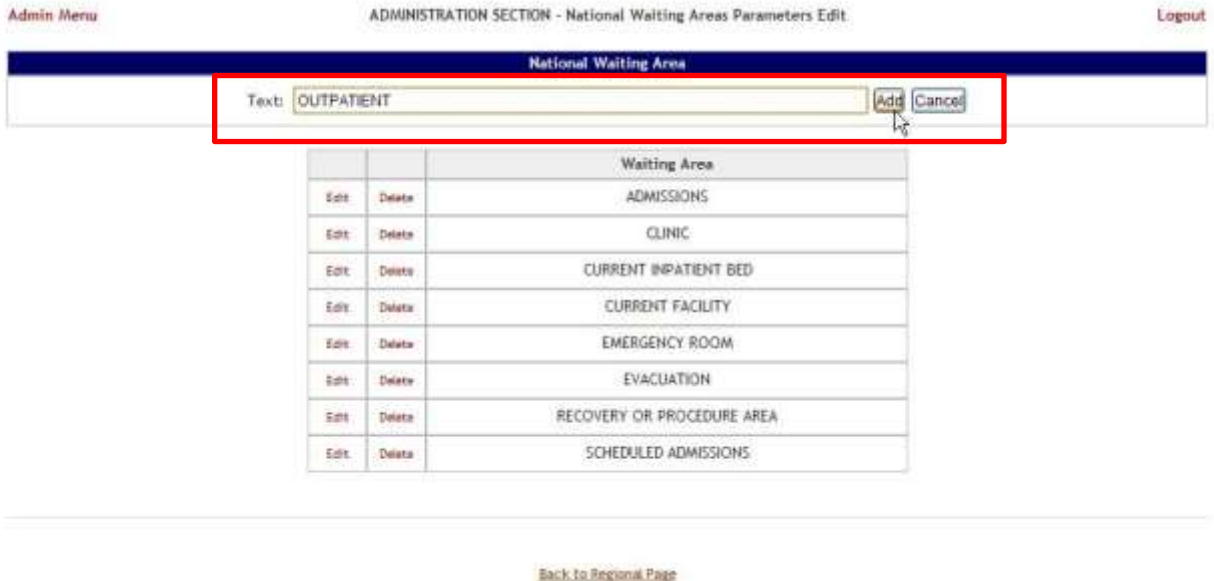 Admin Menu ADMINISTRATION SECTION - National Waiting Areas Parameters Edit Logout
National Waiting Area
Text: OUTPATIENT Add Cancel
Waiting Area
Edit Delete ADMISSIONS
Edit Delete CLINIC
Edit Delete CURRENT INPATIENT BED
Edit Delete CURRENT FACILITY
Edit Delete EMERGENCY ROOM
Edit Delete EVACUATION
Edit Delete RECOVERY OR PROCEDURE AREA
Edit Delete SCHEDULED ADMISSIONS
Back to Regional Page